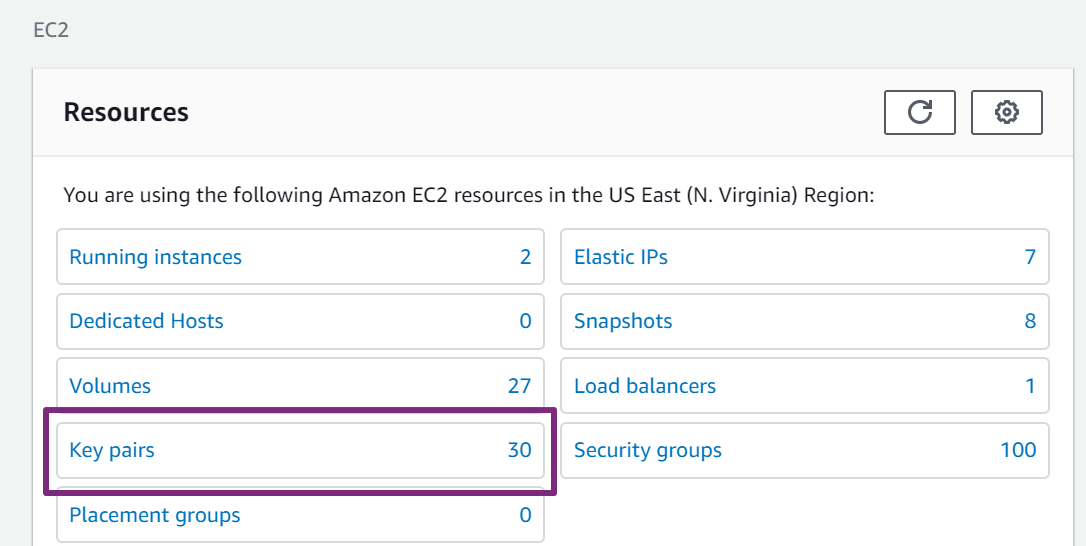 EC2
Resources
You are using the following Amazon EC2 resources in the US East (N. Virginia) Region:
Running instances 2
Elastic IPs 7
Dedicated Hosts 0
Snapshots 8
Volumes 27
Load balancers 1
Key pairs 30
Security groups 100
Placement groups 0